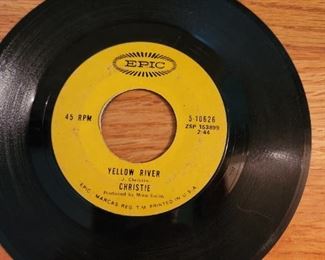 EPIC
45 RPM
5-10626
ZSP 153899
2:44
YELLOW RIVER
J. Christie
CHRISTIE
Produced by Mike Smith
EPIC, MARCAS REG. T.M. PRINTED IN U.S.A.